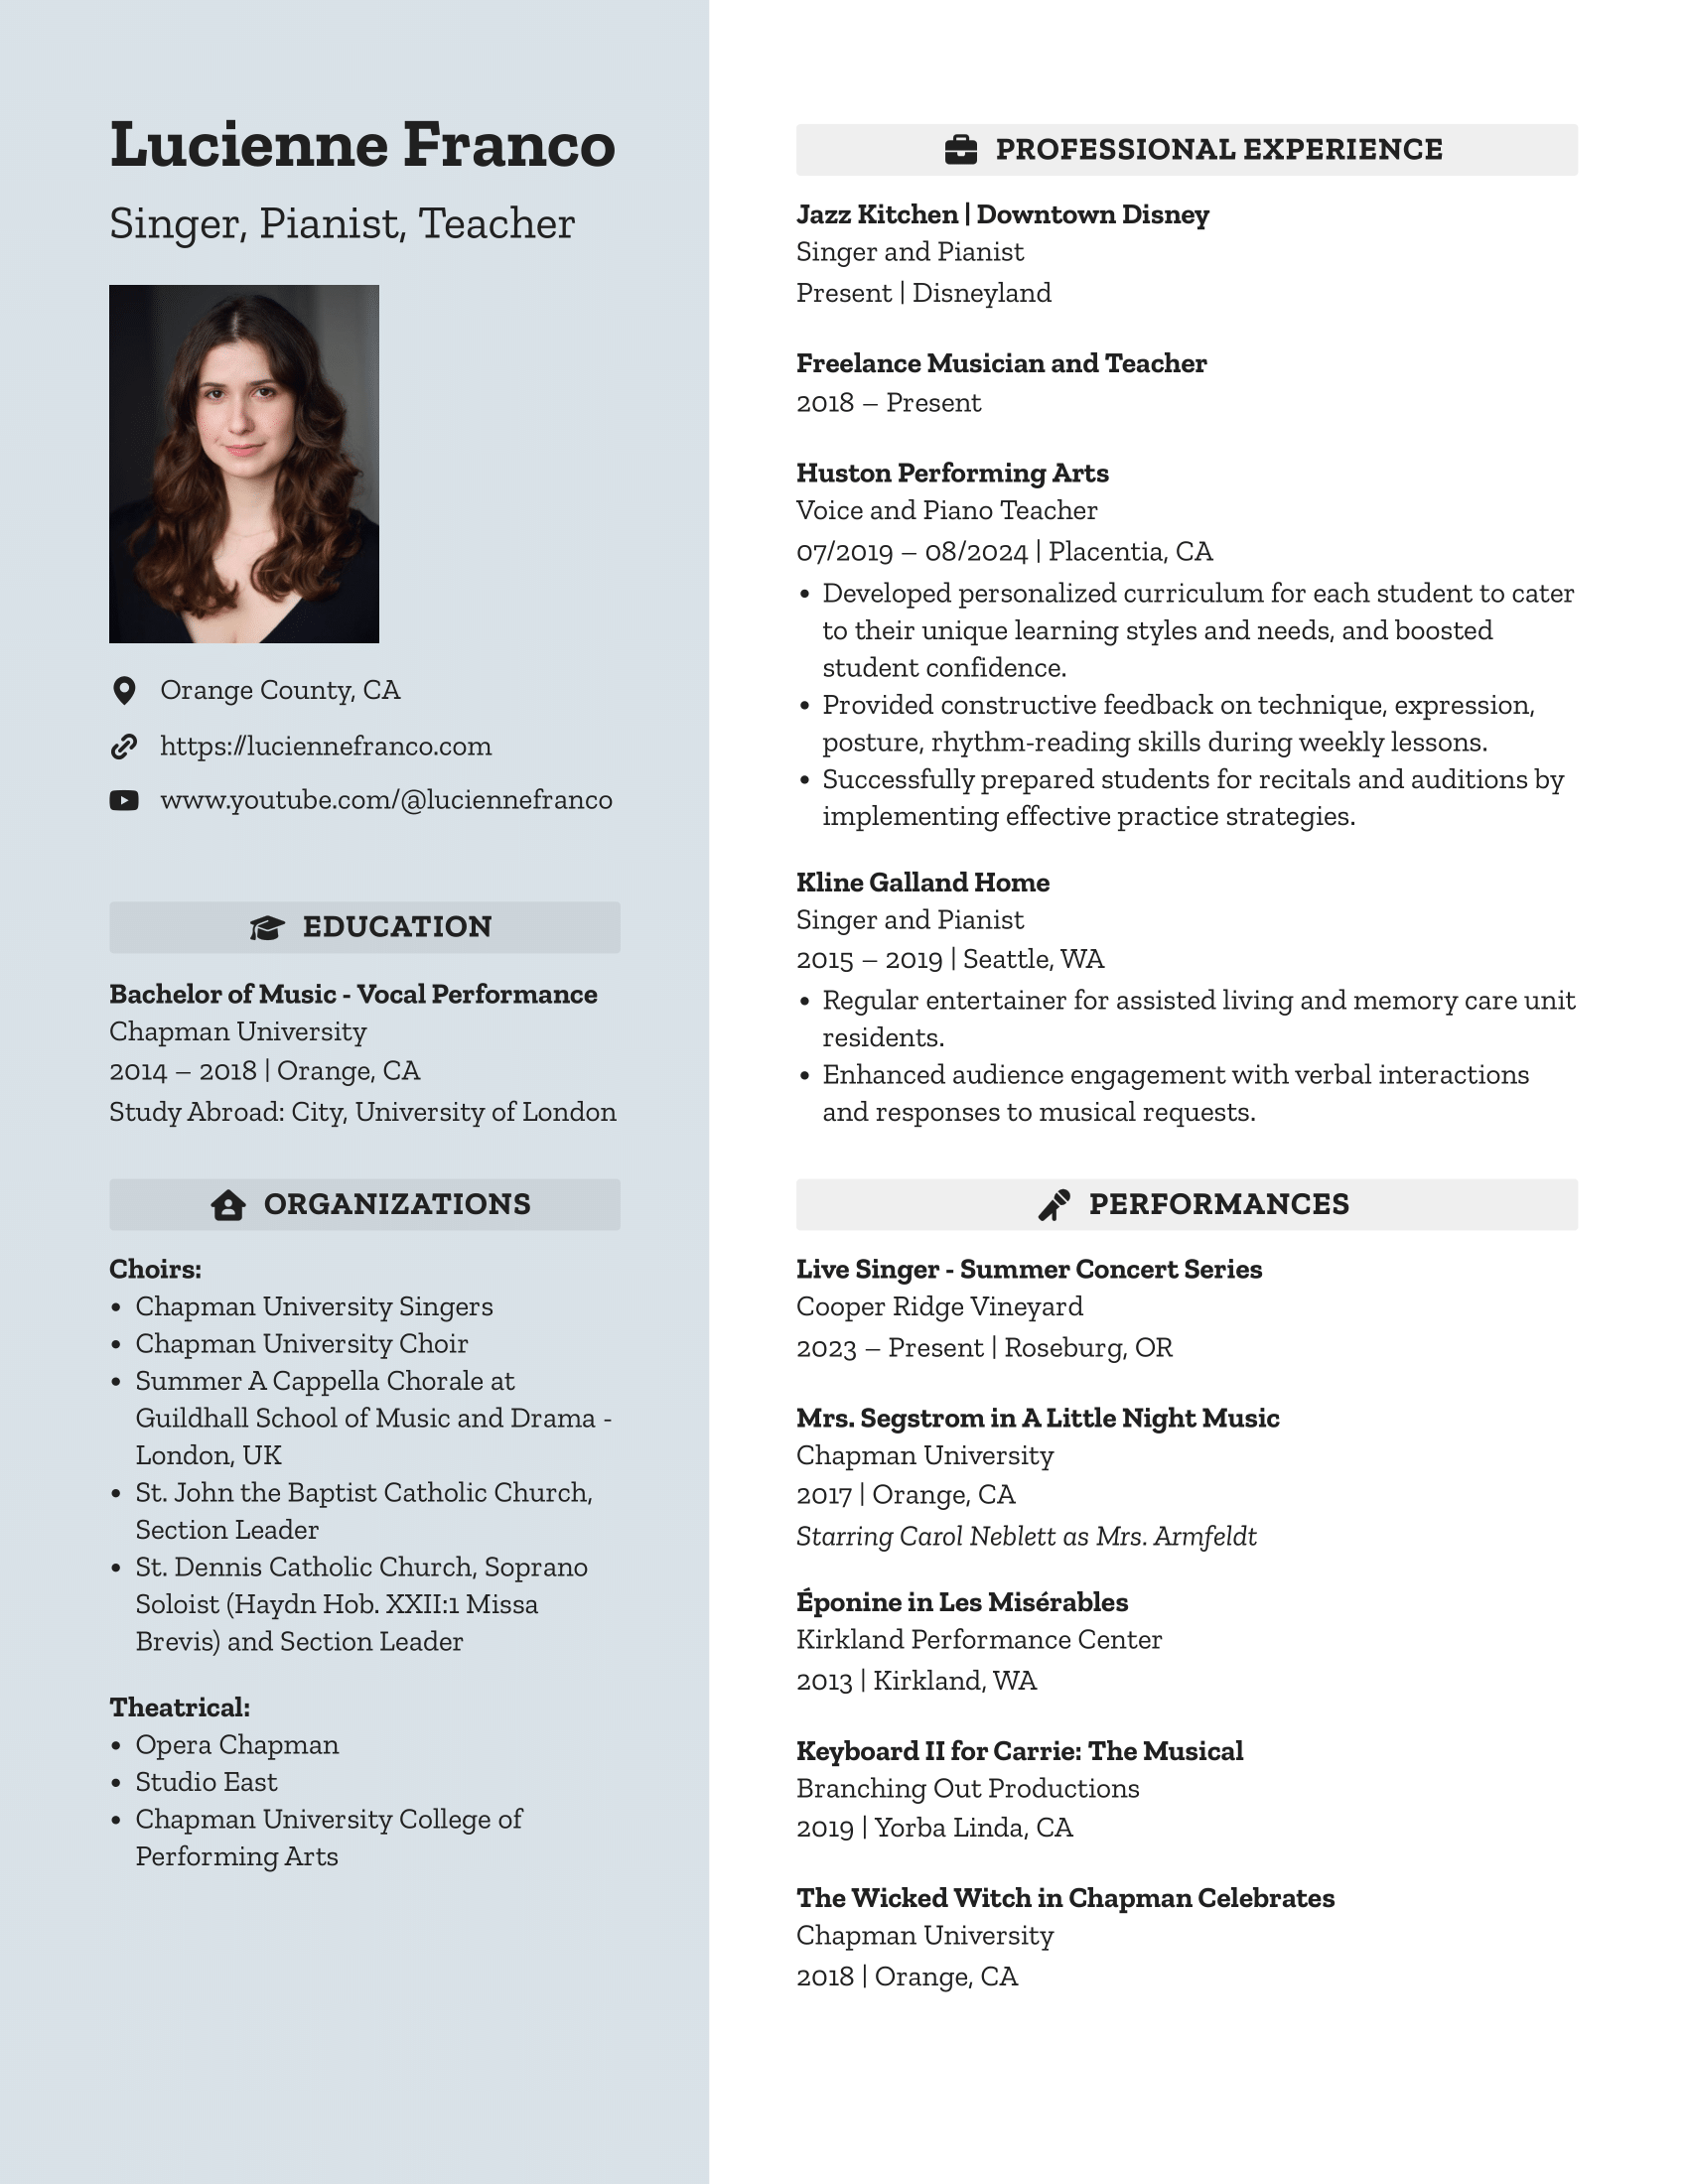 Lucienne Franco
Singer, Pianist, Teacher
Orange County, CA
https://luciennefranco.com
www.youtube.com/@luciennefranco
EDUCATION
Bachelor of Music - Vocal Performance
Chapman University
2014 – 2018 | Orange, CA
Study Abroad: City, University of London
ORGANIZATIONS
Choirs:
• Chapman University Singers
• Chapman University Choir
• Summer A Cappella Chorale at
Guildhall School of Music and Drama -
London, UK
• St. John the Baptist Catholic Church,
Section Leader
• St. Dennis Catholic Church, Soprano
Soloist (Haydn Hob. XXII:1 Missa
Brevis) and Section Leader
Theatrical:
• Opera Chapman
• Studio East
• Chapman University College of
Performing Arts
PROFESSIONAL EXPERIENCE
Jazz Kitchen | Downtown Disney
Singer and Pianist
Present | Disneyland
Freelance Musician and Teacher
2018 – Present
Huston Performing Arts
Voice and Piano Teacher
07/2019 – 08/2024 | Placentia, CA
• Developed personalized curriculum for each student to cater
to their unique learning styles and needs, and boosted
student confidence.
• Provided constructive feedback on technique, expression,
posture, rhythm-reading skills during weekly lessons.
• Successfully prepared students for recitals and auditions by
implementing effective practice strategies.
Kline Galland Home
Singer and Pianist
2015 – 2019 | Seattle, WA
• Regular entertainer for assisted living and memory care unit
residents.
• Enhanced audience engagement with verbal interactions
and responses to musical requests.
PERFORMANCES
Live Singer - Summer Concert Series
Cooper Ridge Vineyard
2023 – Present | Roseburg, OR
Mrs. Segstrom in A Little Night Music
Chapman University
2017 | Orange, CA
Starring Carol Neblett as Mrs. Armfeldt
Éponine in Les Misérables
Kirkland Performance Center
2013 | Kirkland, WA
Keyboard II for Carrie: The Musical
Branching Out Productions
2019 | Yorba Linda, CA
The Wicked Witch in Chapman Celebrates
Chapman University
2018 | Orange, CA